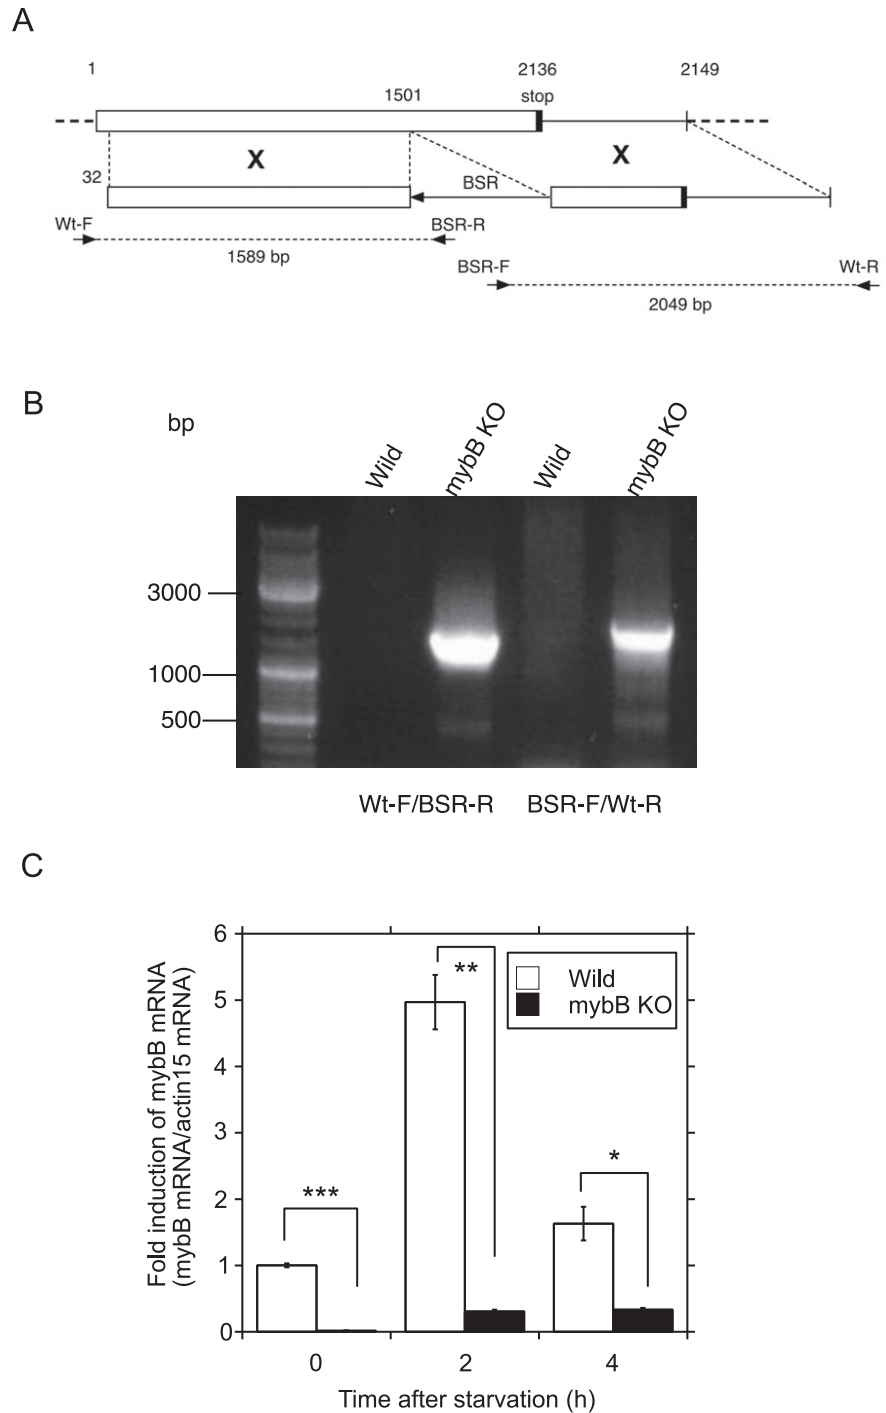 A
1 2136 2149
1501 stop
X X
32 BSR
Wt-F BSR-R
1589 bp
BSR-F Wt-R
2049 bp
B
bp Wild mybB KO Wild mybB KO
3000
1000
500
Wt-F/BSR-R BSR-F/Wt-R
C
Fold induction of mybB mRNA
(mybB mRNA/actin15 mRNA)
6
5
4
3
2
1
0
***
**
*
Wild
mybB KO
0 2 4
Time after starvation (h)